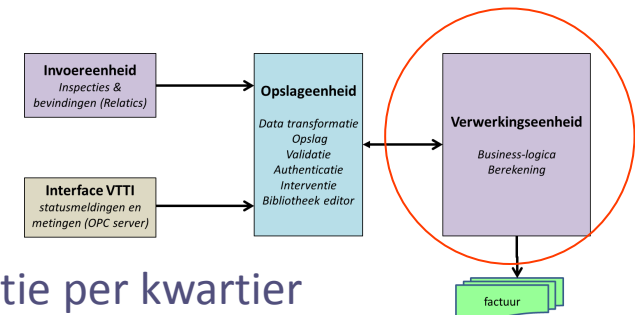 Invoereenheid
Inspecties &
bevindingen (Relatics)
Interface VTTI
statusmeldingen en
metingen (OPC server)
Opslageenheid
Data transformatie
Opslag
Validatie
Authenticatie
Interventie
Bibliotheek editor
Verwerkingseenheid
Business-logica
Berekening
factuur
tie per kwartier